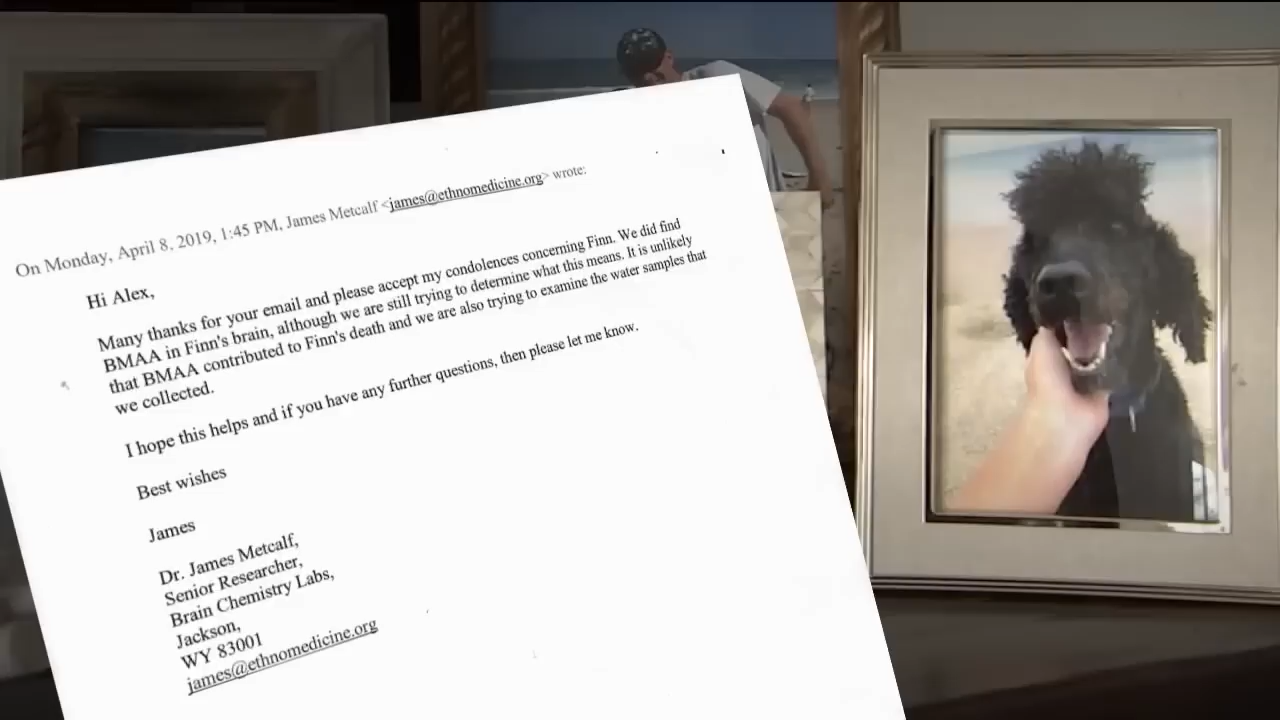 On Monday, April 8, 2019, 1:45 PM, James Metcalf <james@ethnomedicine.org> wrote:
Hi Alex,
Many thanks for your email and please accept my condolences concerning Finn. We did find
BMAA in Finn's brain, although we are still trying to determine what this means. It is unlikely
that BMAA contributed to Finn's death and we are also trying to examine the water samples that
we collected.
I hope this helps and if you have any further questions, then please let me know.
Best wishes
James
Dr. James Metcalf,
Senior Researcher,
Brain Chemistry Labs,
Jackson,
WY 83001
james@ethnomedicine.org